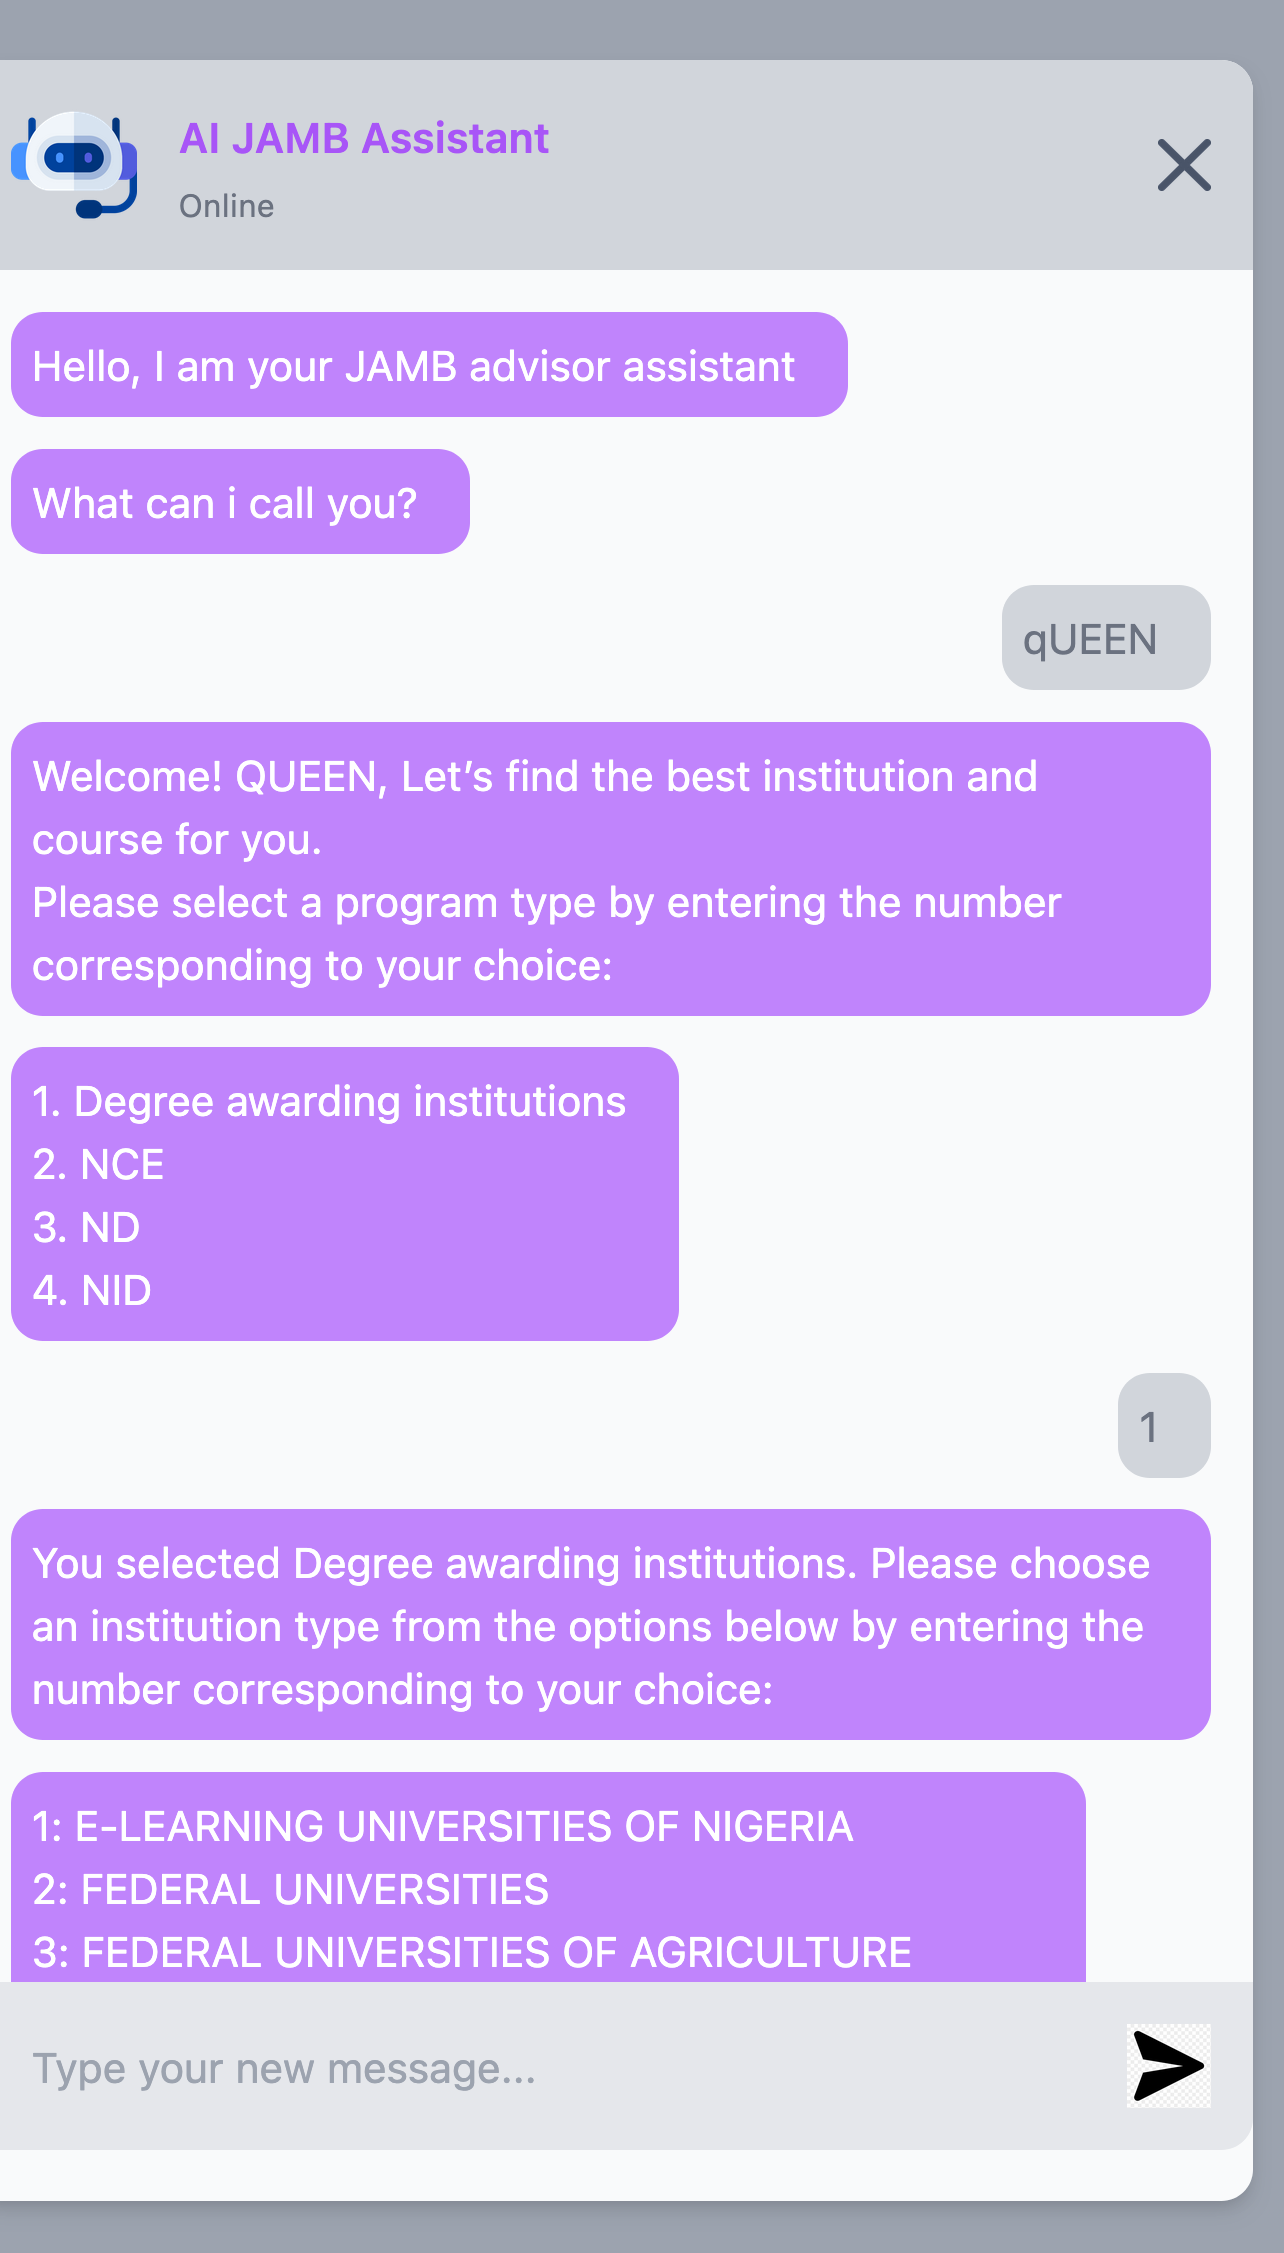 AI JAMB Assistant
Online
Hello, I am your JAMB advisor assistant
What can i call you?
qUEEN
Welcome! QUEEN, Let's find the best institution and
course for you.
Please select a program type by entering the number
corresponding to your choice:
1. Degree awarding institutions
2. NCE
3. ND
4. NID
1
You selected Degree awarding institutions. Please choose
an institution type from the options below by entering the
number corresponding to your choice:
1: E-LEARNING UNIVERSITIES OF NIGERIA
2: FEDERAL UNIVERSITIES
3: FEDERAL UNIVERSITIES OF AGRICULTURE
Type your new message...